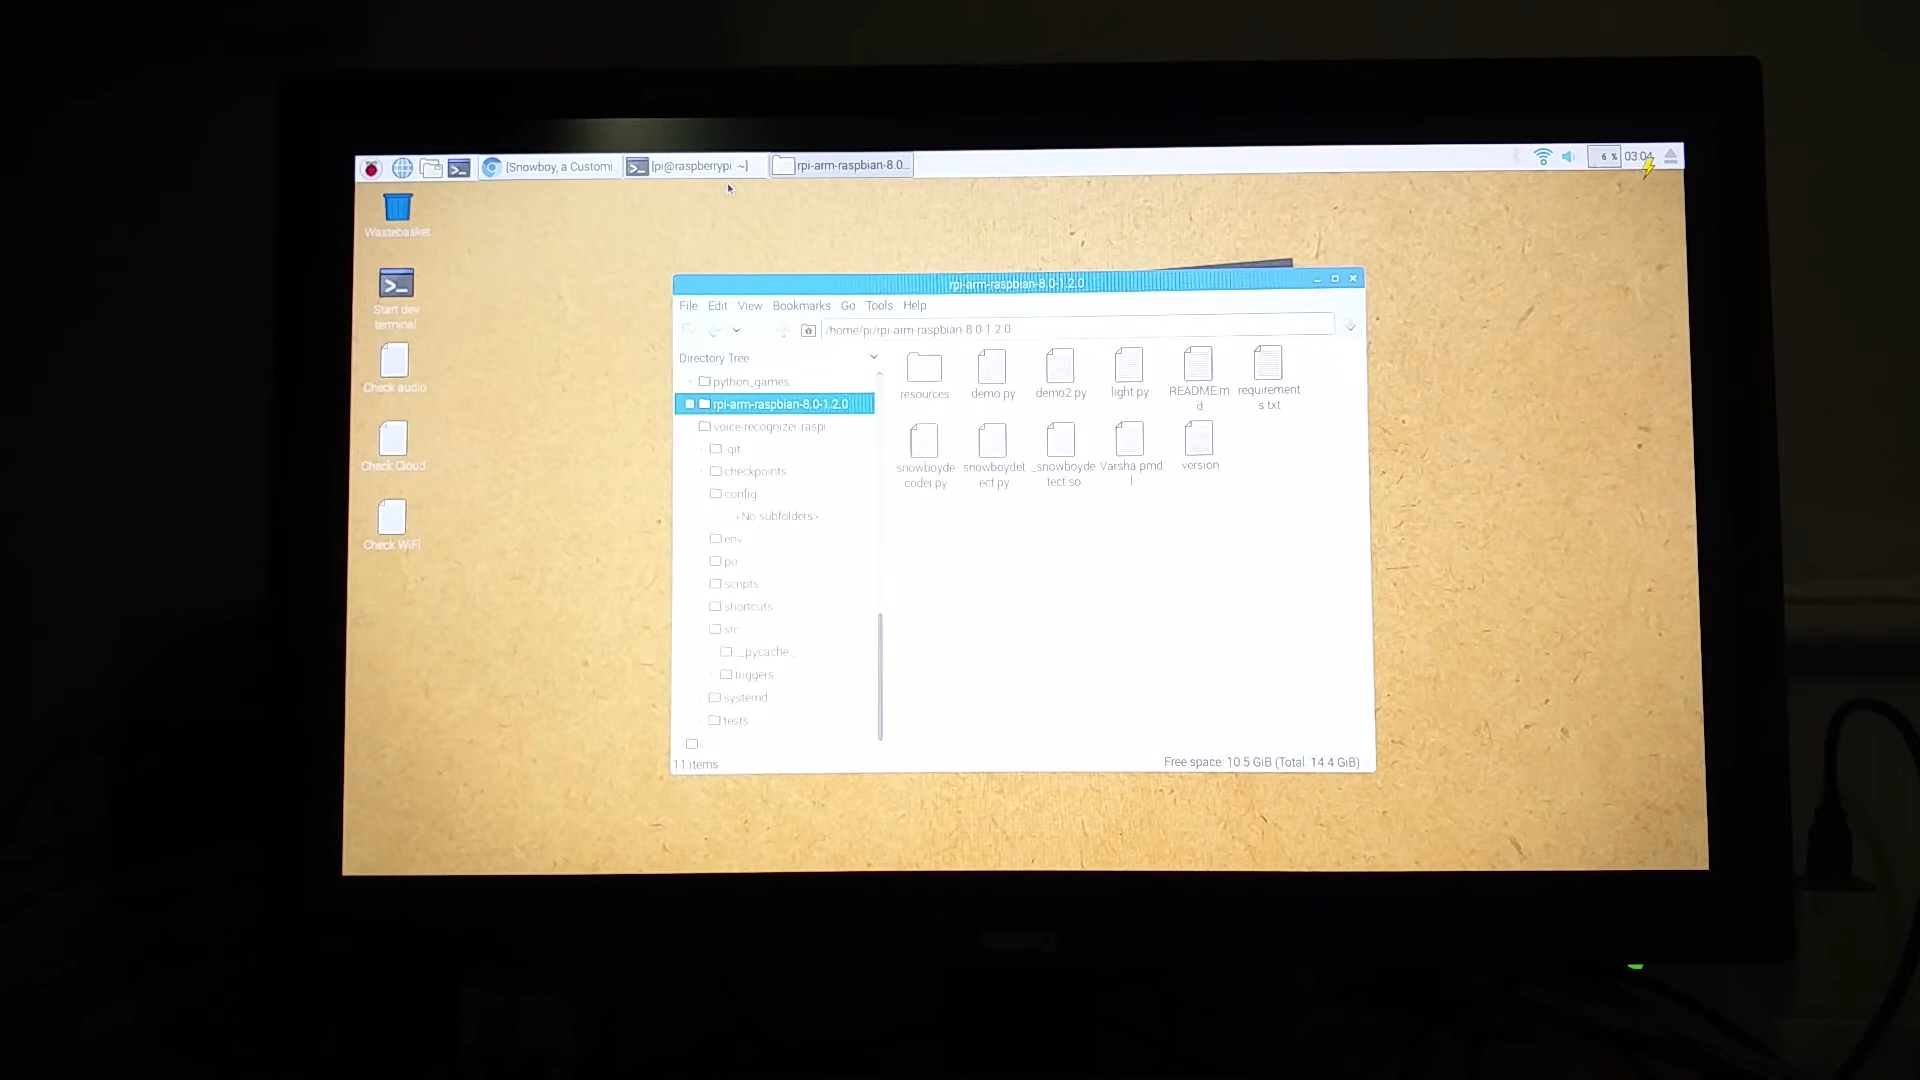 [Snowboy, a Customi
[pi@raspberrypi: ~]
rpi-arm-raspbian-8.0...
6 %
03:04
Wastebasket
Start dev
terminal
Check audio
Check Cloud
Check WiFi
rpi-arm-raspbian-8.0-1.2.0
File Edit View Bookmarks Go Tools Help
/home/pi/rpi-arm-raspbian-8.0-1.2.0
Directory Tree
python_games
rpi-arm-raspbian-8.0-1.2.0
voice-recognizer-raspi
.git
checkpoints
config
<No subfolders>
env
po
scripts
shortcuts
src
__pycache__
triggers
systemd
tests
resources
demo.py
demo2.py
light.py
README.m
d
requirement
s.txt
snowboyde
coder.py
snowboydet
ect.py
_snowboyde
tect.so
Varsha.pmd
l
version
11 items
Free space: 10.5 GiB (Total: 14.4 GiB)